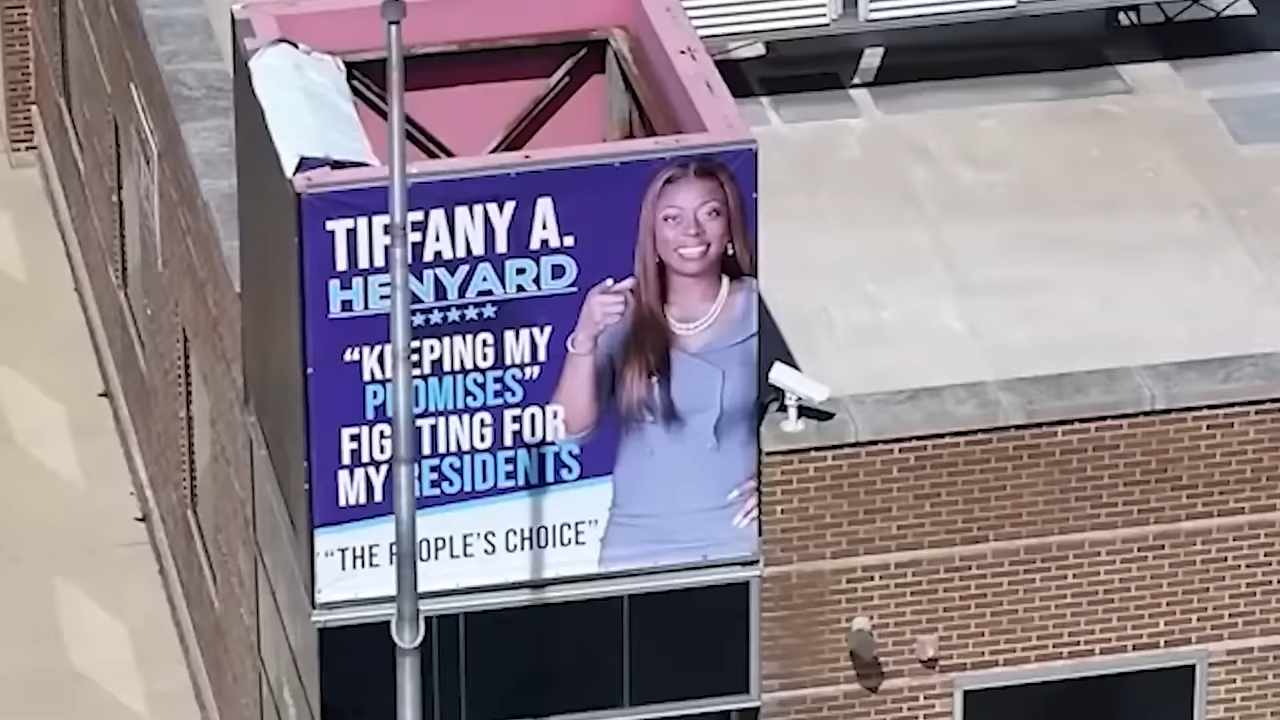 TIFFANY A.
HENYARD
“KEEPING MY
PROMISES”
FIGHTING FOR
MY RESIDENTS
“THE PEOPLE’S CHOICE”